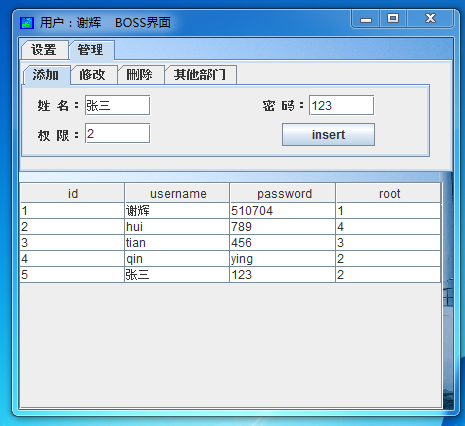 用户：谢辉 BOSS界面
设置 管理
添加 修改 删除 其他部门
姓 名： 张三 密 码： 123
权 限： 2 insert
id username password root
1 谢辉 510704 1
2 hui 789 4
3 tian 456 3
4 qin ying 2
5 张三 123 2